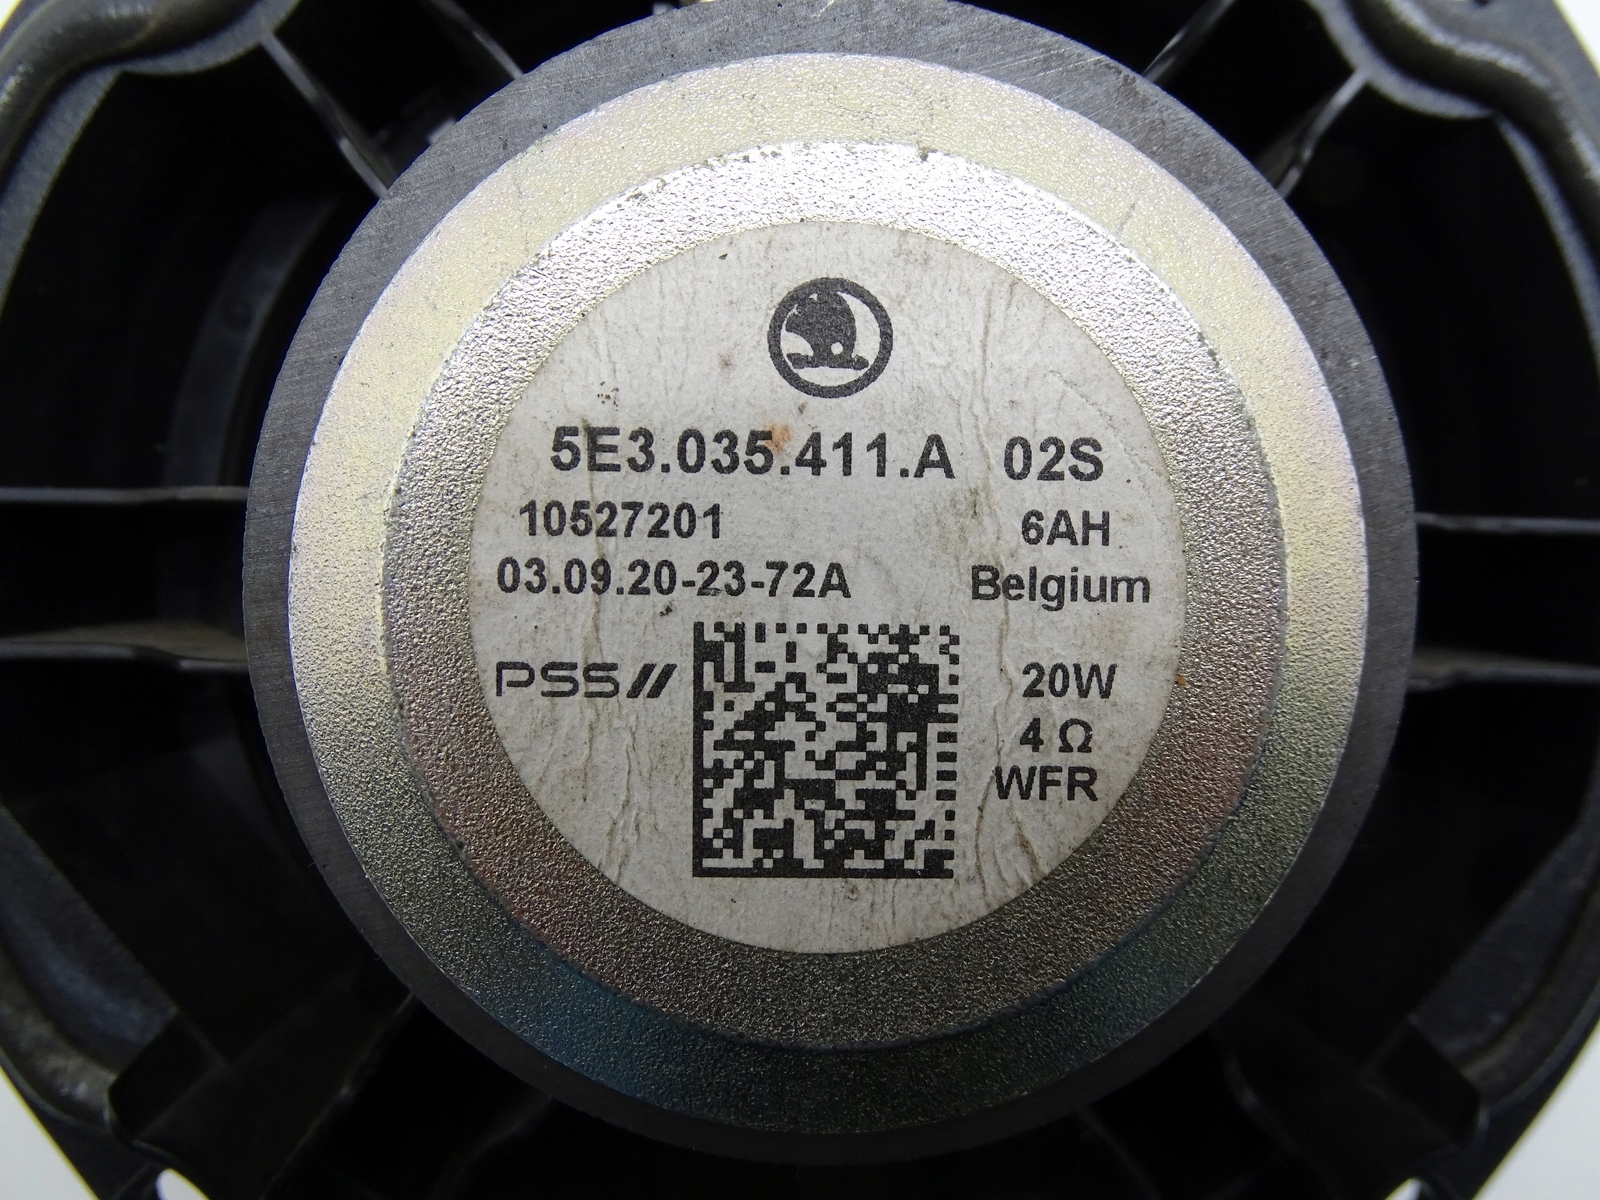 5E3.035.411.A 02S
10527201 6AH
03.09.20-23-72A Belgium
PSS// 20W
4 Ω
WFR